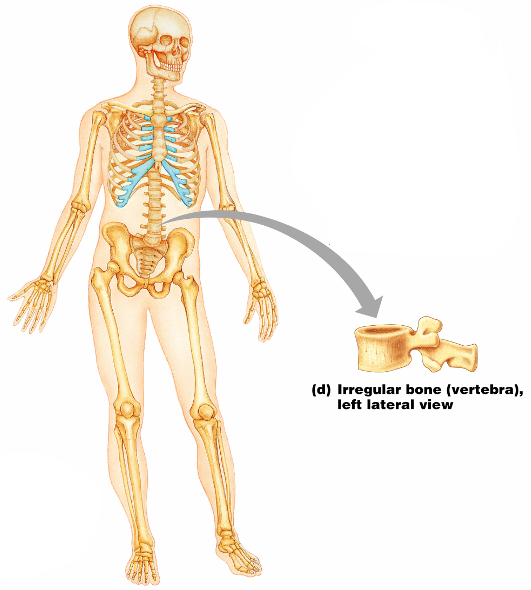 (d) Irregular bone (vertebra),
left lateral view